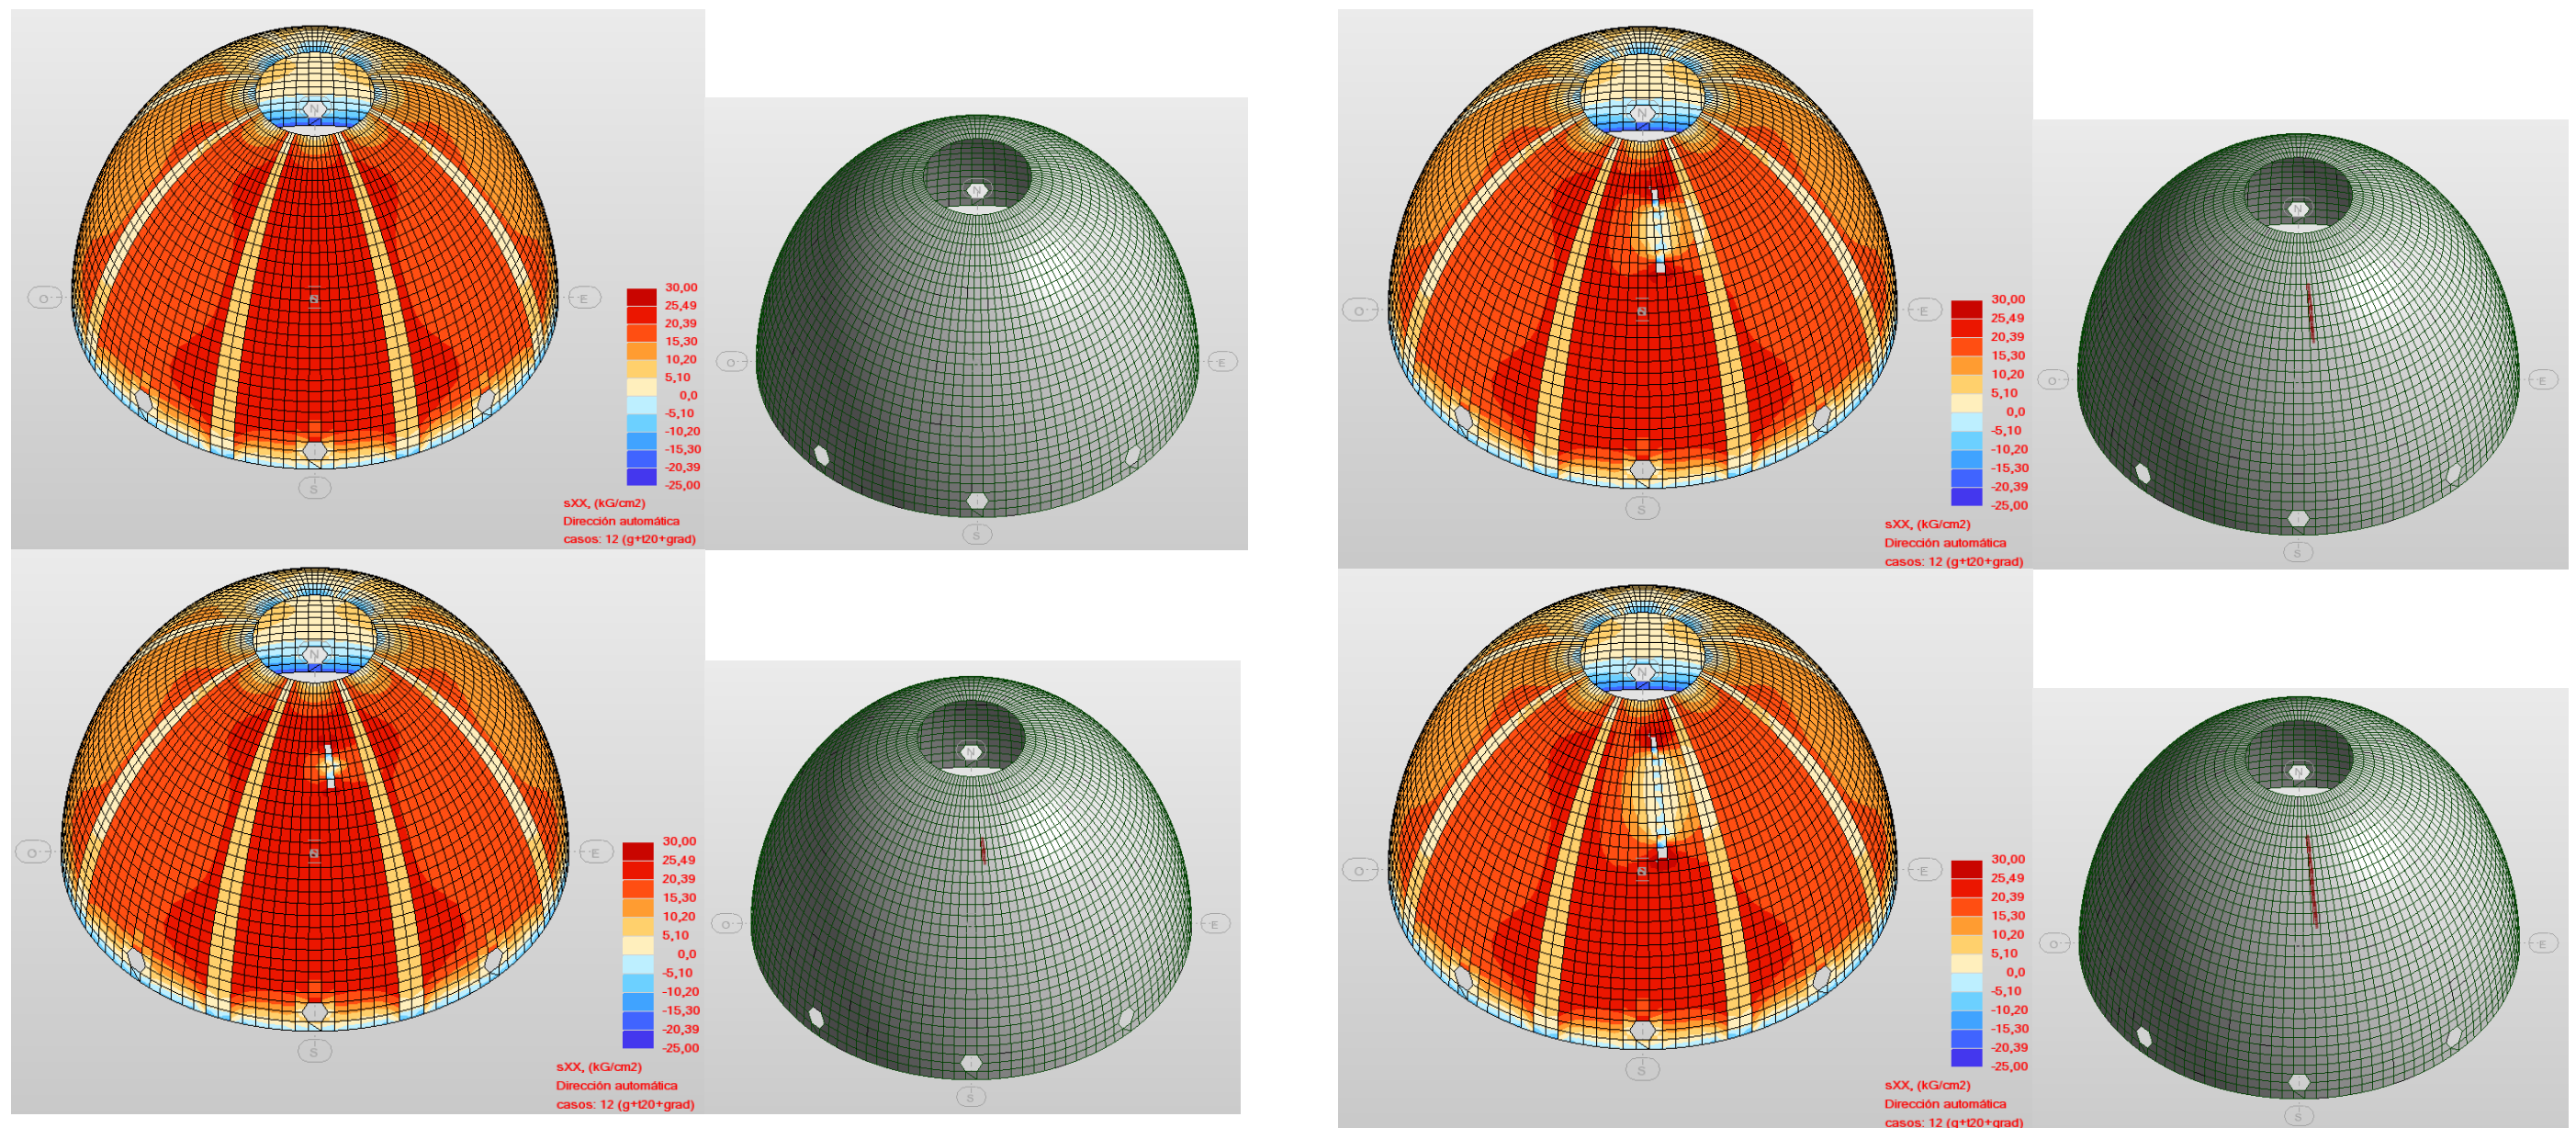 N
O
E
S
30,00
25,49
20,39
15,30
10,20
5,10
0,0
-5,10
-10,20
-15,30
-20,39
-25,00
sXX, (kG/cm2)
Dirección automática
casos: 12 (g+t20+grad)
N
O
E
S
N
O
E
S
30,00
25,49
20,39
15,30
10,20
5,10
0,0
-5,10
-10,20
-15,30
-20,39
-25,00
sXX, (kG/cm2)
Dirección automática
casos: 12 (g+t20+grad)
N
O
E
S
N
O
E
S
30,00
25,49
20,39
15,30
10,20
5,10
0,0
-5,10
-10,20
-15,30
-20,39
-25,00
sXX, (kG/cm2)
Dirección automática
casos: 12 (g+t20+grad)
N
O
E
S
N
O
E
S
30,00
25,49
20,39
15,30
10,20
5,10
0,0
-5,10
-10,20
-15,30
-20,39
-25,00
sXX, (kG/cm2)
Dirección automática
casos: 12 (g+t20+grad)
N
O
E
S